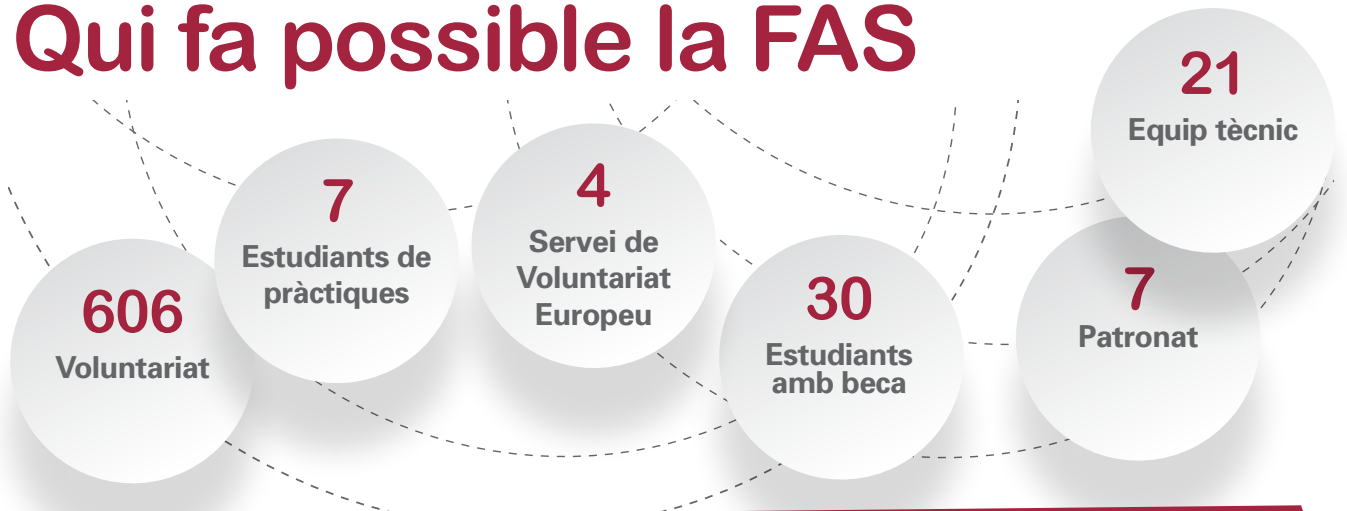 Qui fa possible la FAS
606
Voluntariat
7
Estudiants de
pràctiques
4
Servei de
Voluntariat
Europeu
30
Estudiants
amb beca
7
Patronat
21
Equip tècnic